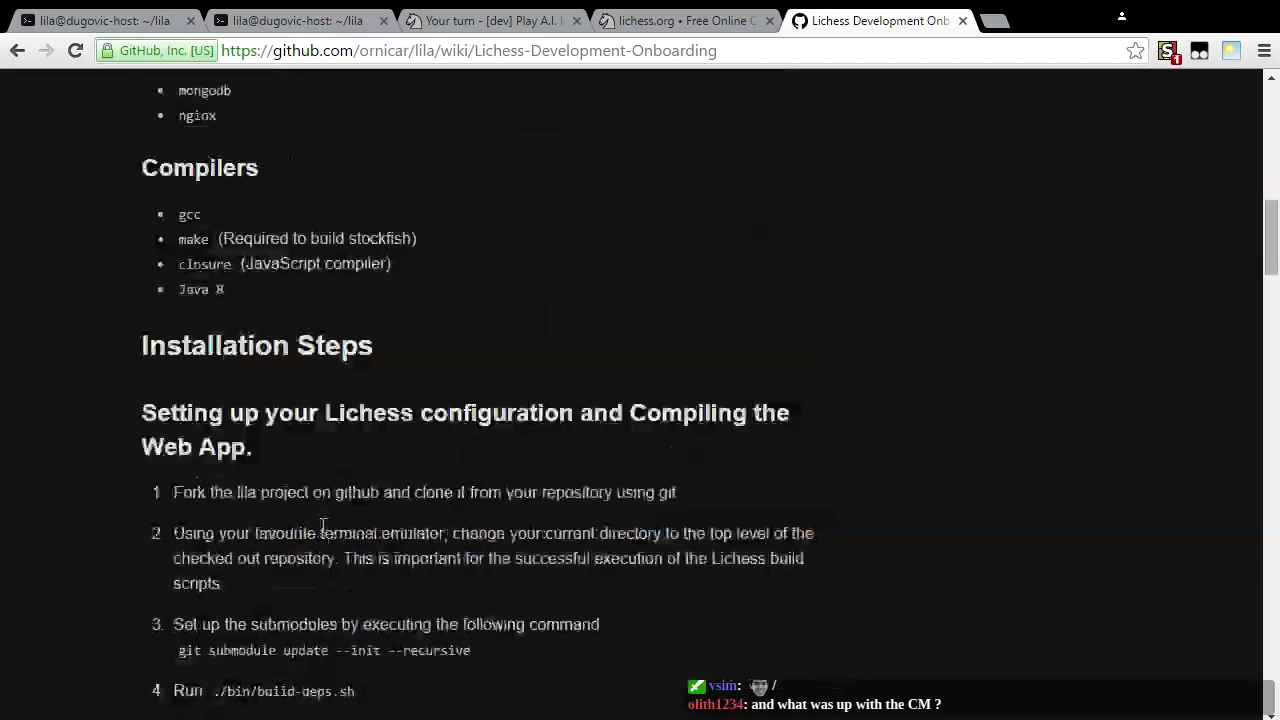 lila@dugovic-host: ~/lila
lila@dugovic-host: ~/lila
Your turn - [dev] Play A.I.
lichess.org • Free Online C
Lichess Development Onb
GitHub, Inc. [US]
https://github.com/ornicar/lila/wiki/Lichess-Development-Onboarding
1
mongodb
nginx
Compilers
gcc
make (Required to build stockfish)
closure (JavaScript compiler)
Java 8
Installation Steps
Setting up your Lichess configuration and Compiling the
Web App.
1 Fork the lila project on github and clone it from your repository using git
2 Using your favourite terminal emulator, change your current directory to the top level of the
checked out repository. This is important for the successful execution of the Lichess build
scripts
3. Set up the submodules by executing the following command
git submodule update --init --recursive
4 Run ./bin/build-deps.sh
vsim: /
olith1234: and what was up with the CM ?